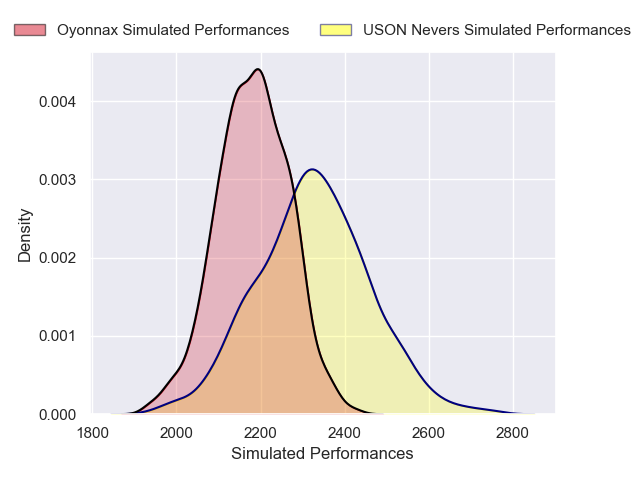 Oyonnax Simulated Performances
USON Nevers Simulated Performances
0.004
0.003
0.002
0.001
0.000
Density
1800 2000 2200 2400 2600 2800
Simulated Performances